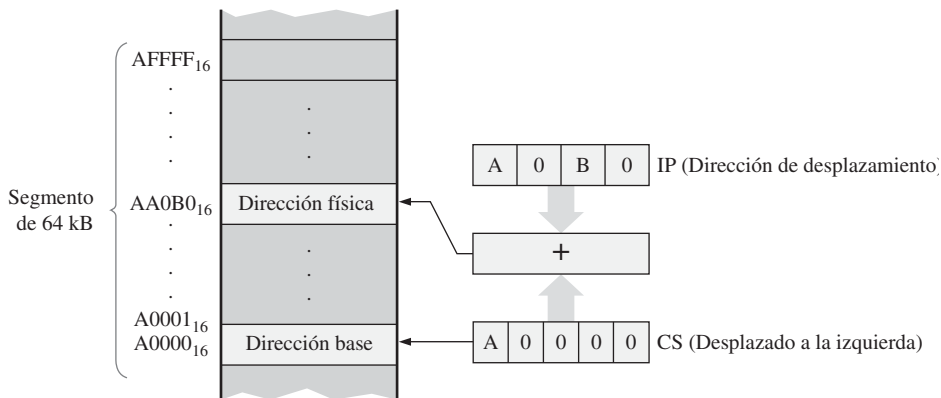 AFFFF16
A 0 B 0 IP (Dirección de desplazamiento)
Segmento
de 64 kB
AA0B016
Dirección física
+
A000116
A000016
Dirección base
A 0 0 0 0 CS (Desplazado a la izquierda)